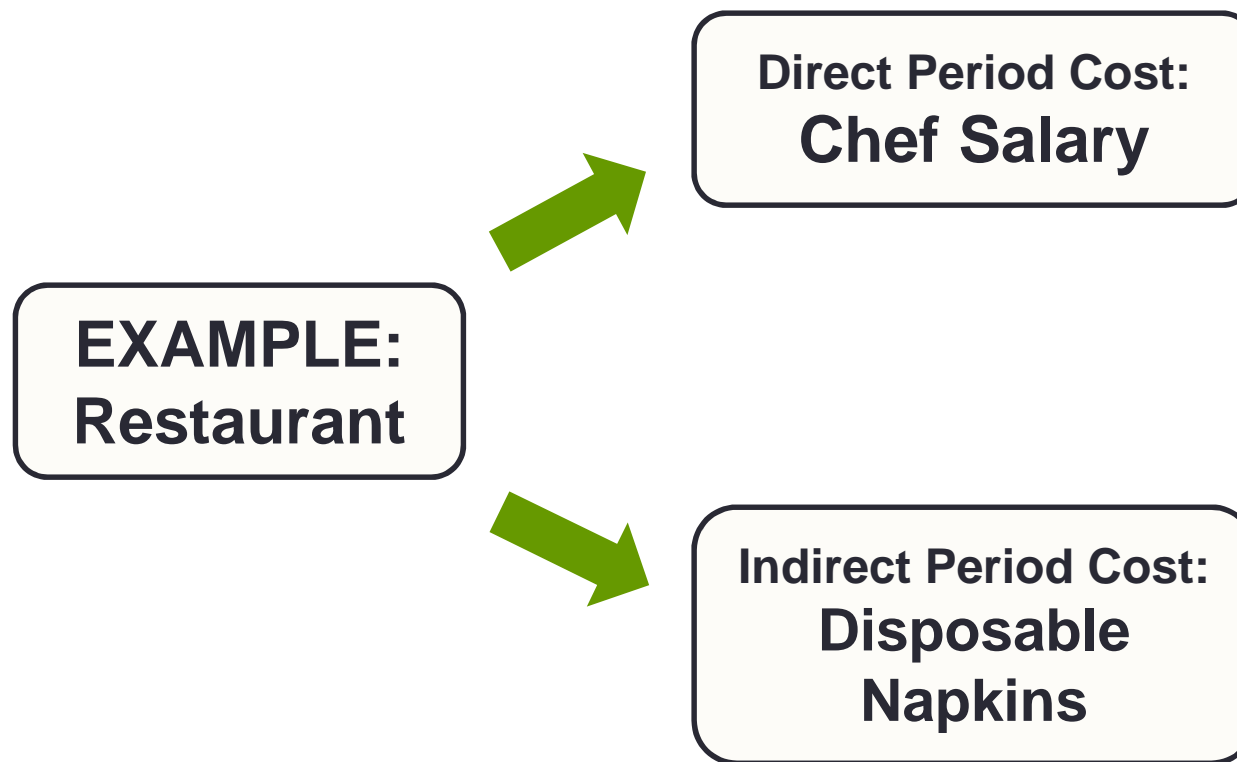 EXAMPLE:
Restaurant
Direct Period Cost:
Chef Salary
Indirect Period Cost:
Disposable
Napkins